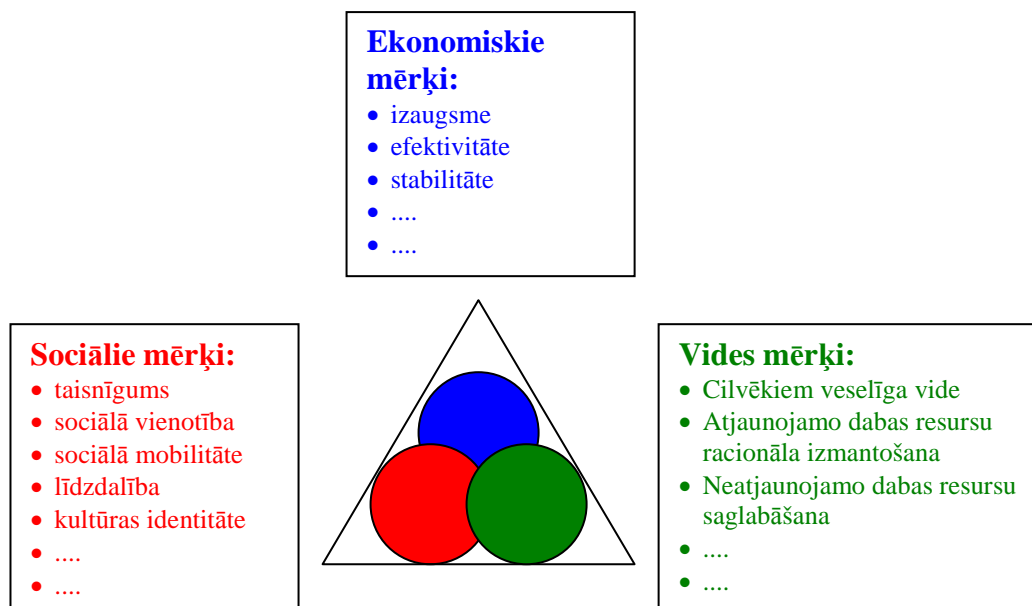 Ekonomiskie
mērķi:
• izaugsme
• efektivitāte
• stabilitāte
• ....
• ....
Sociālie mērķi:
• taisnīgums
• sociālā vienotība
• sociālā mobilitāte
• līdzdalība
• kultūras identitāte
• ....
• ....
Vides mērķi:
• Cilvēkiem veselīga vide
• Atjaunojamo dabas resursu
racionāla izmantošana
• Neatjaunojamo dabas resursu
saglabāšana
• ....
• ....